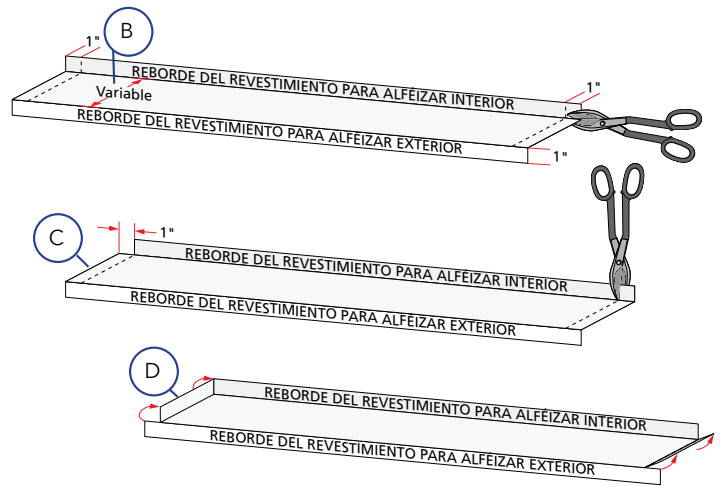 B
1"
REBORDE DEL REVESTIMIENTO PARA ALFÉIZAR INTERIOR
1"
Variable
REBORDE DEL REVESTIMIENTO PARA ALFÉIZAR EXTERIOR
1"
C
1"
REBORDE DEL REVESTIMIENTO PARA ALFÉIZAR INTERIOR
REBORDE DEL REVESTIMIENTO PARA ALFÉIZAR EXTERIOR
D
REBORDE DEL REVESTIMIENTO PARA ALFÉIZAR INTERIOR
REBORDE DEL REVESTIMIENTO PARA ALFÉIZAR EXTERIOR